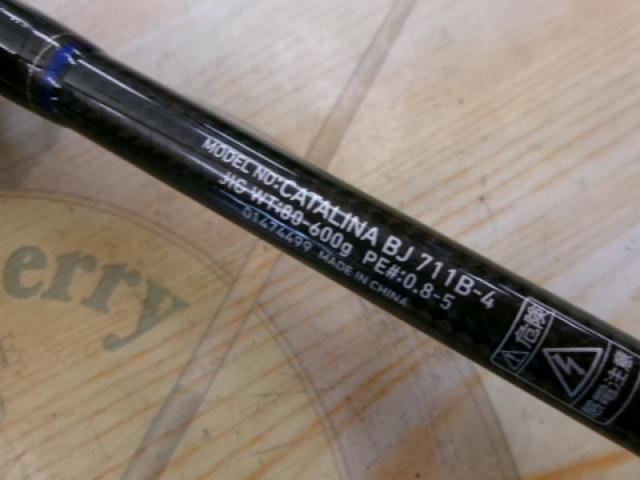 MODEL NO:CATALINA BJ 711B-4
JIG WT:80-600g PE#:0.8-5
01474499 MADE IN CHINA
⚠危険
感電注意
erry